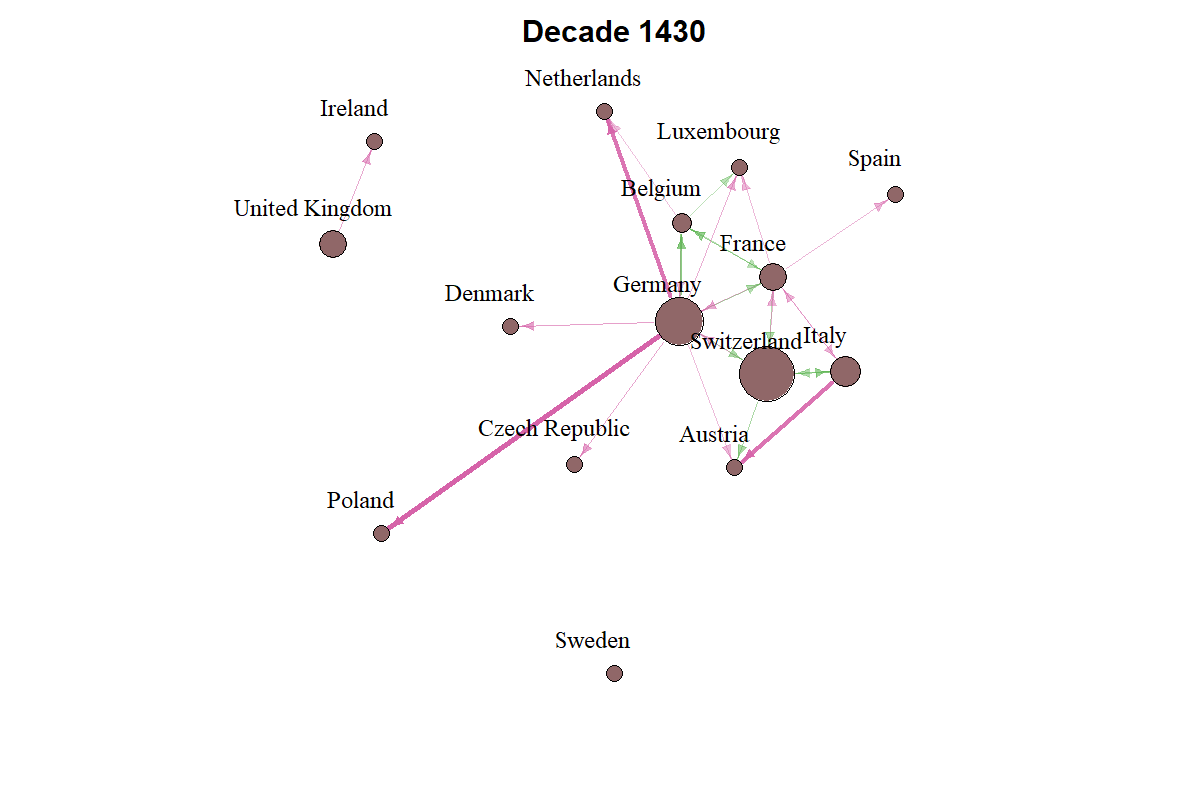 Decade 1430
Netherlands
Ireland
Luxembourg
Spain
Belgium
United Kingdom
France
Germany
Denmark
Switzerland
Italy
Czech Republic
Austria
Poland
Sweden